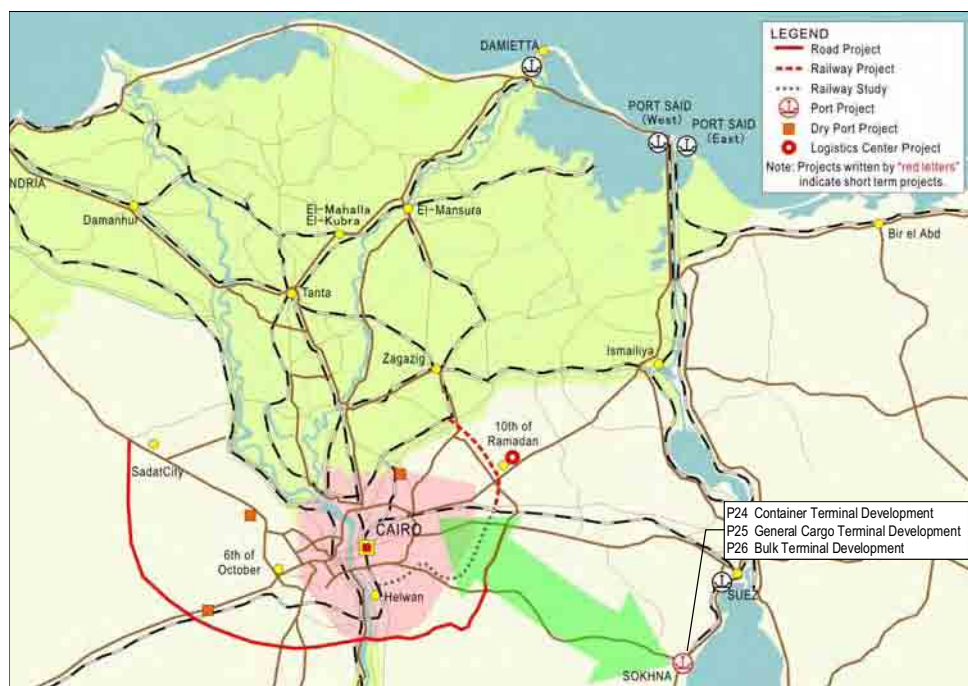 LEGEND
Road Project
Railway Project
Railway Study
Port Project
Dry Port Project
Logistics Center Project
Note: Projects written by "red letters"
indicate short term projects.
DAMIETTA
PORT SAID
(West)
PORT SAID
(East)
NDRIA
Damanhur
El-Mahalla
El-Kubra
El-Mansura
Bir el Abd
Tanta
Zagazig
Ismailiya
10th of
Ramadan
SadatCity
CAIRO
6th of
October
Helwan
P24 Container Terminal Development
P25 General Cargo Terminal Development
P26 Bulk Terminal Development
SUEZ
SOKHNA